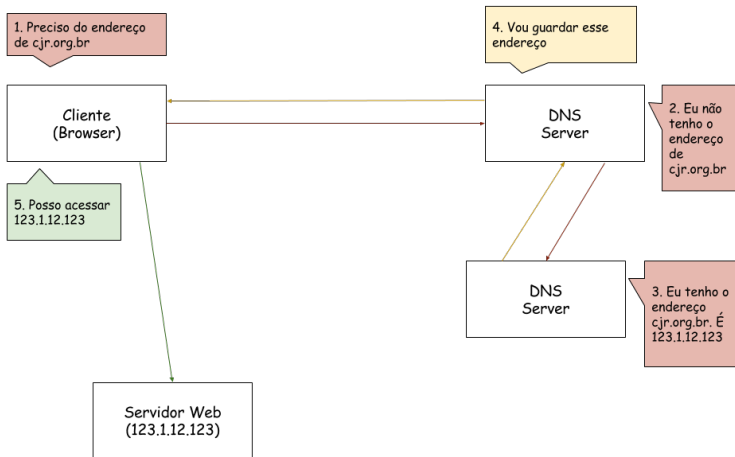 1. Preciso do endereço
de cjr.org.br
4. Vou guardar esse
endereço
Cliente
(Browser)
DNS
Server
2. Eu não
tenho o
endereço
de
cjr.org.br
5. Posso acessar
123.1.12.123
DNS
Server
3. Eu tenho o
endereço
cjr.org.br. É
123.1.12.123
Servidor Web
(123.1.12.123)